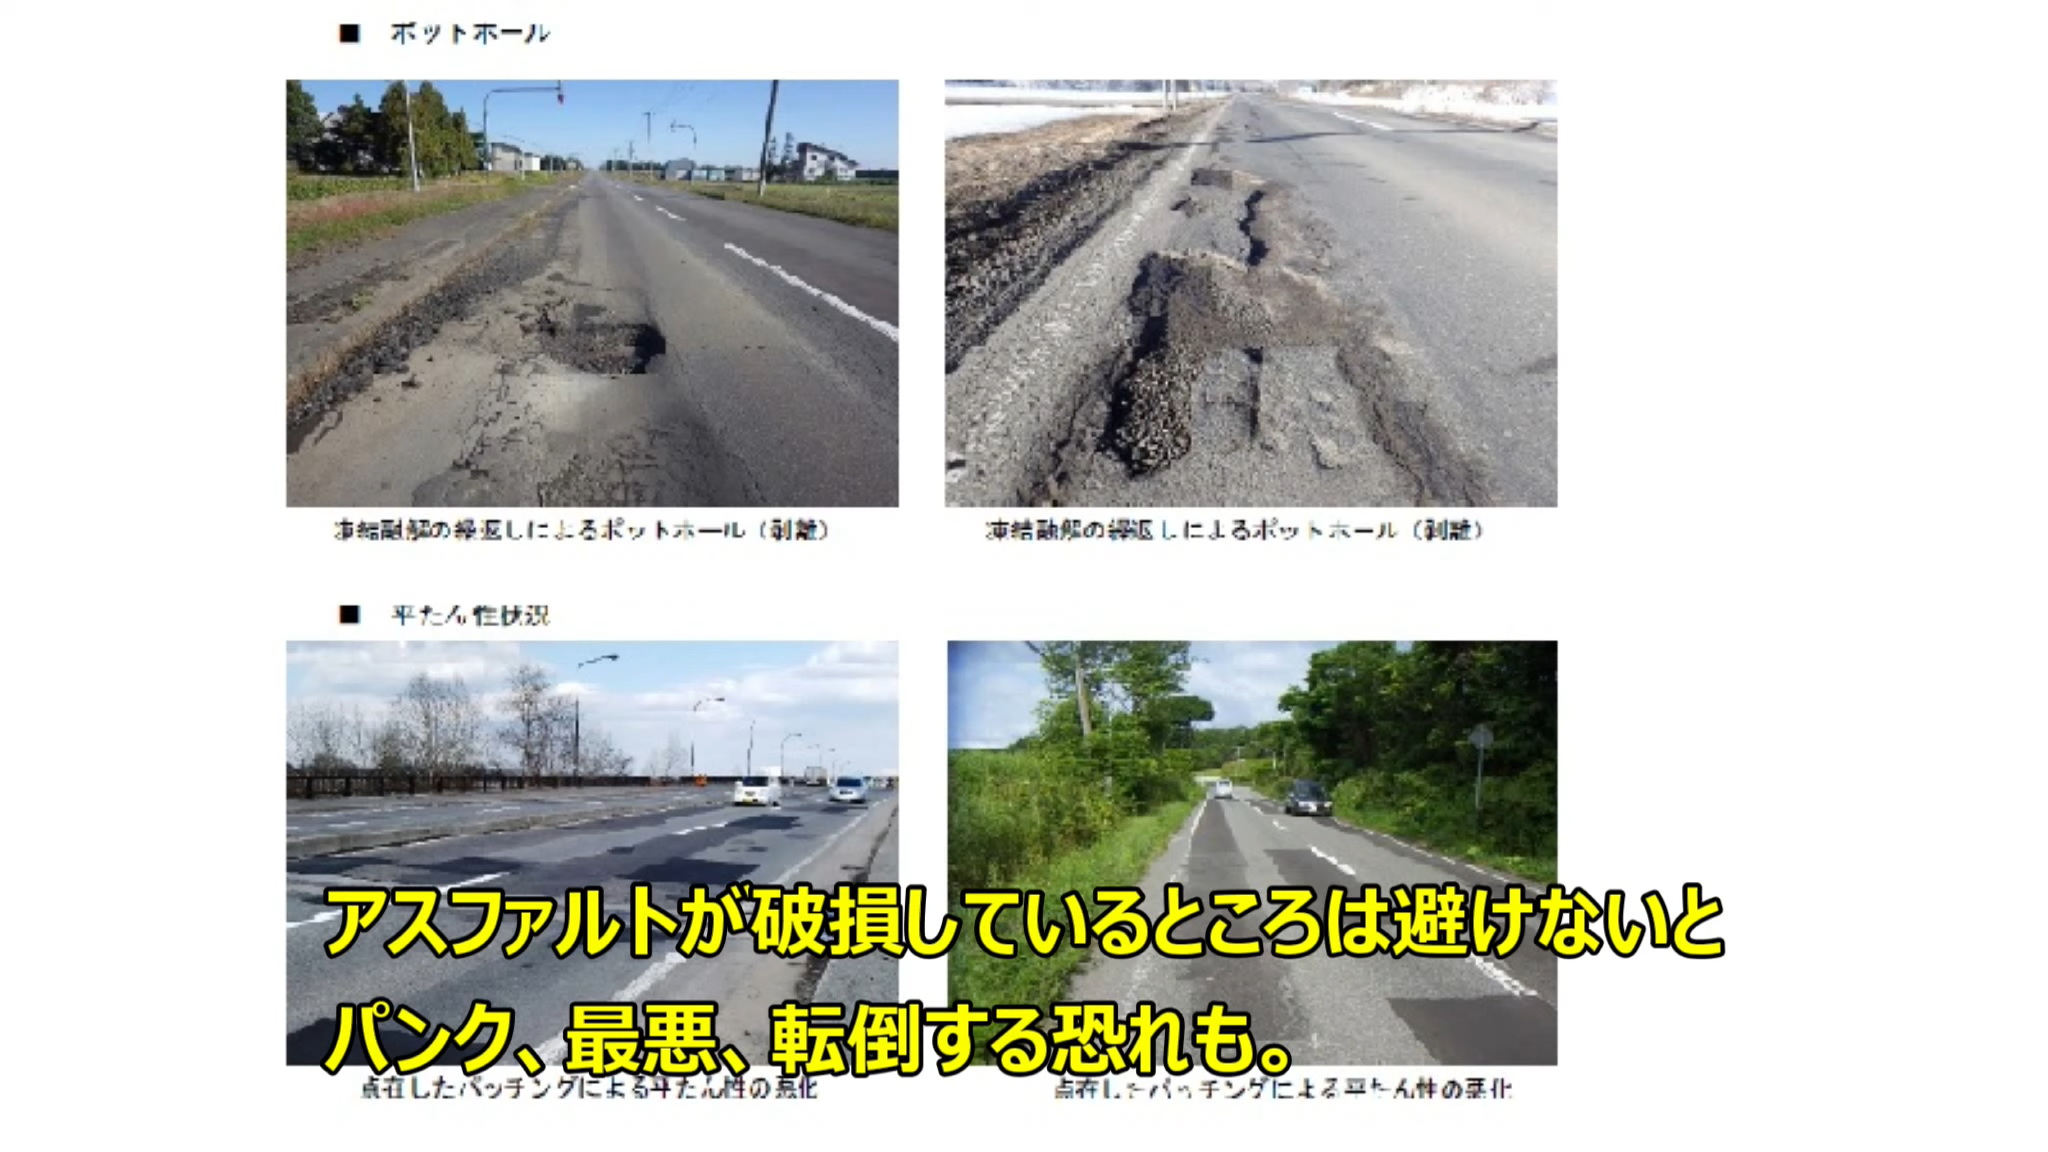 ■ ポットホール
凍結融解の繰返しによるポットホール（剥離）
凍結融解の繰返しによるポットホール（剥離）
■ 平たん性状況
アスファルトが破損しているところは避けないと
パンク、最悪、転倒する恐れも。
点在したパッチングによる平たん性の悪化
点在したパッチングによる平たん性の悪化